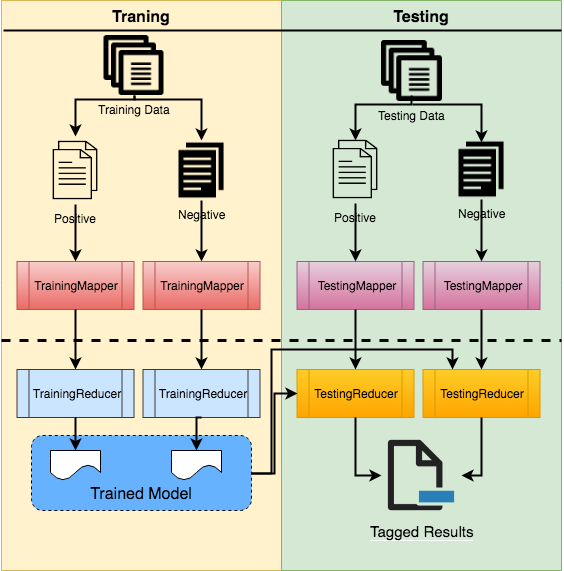 Traning
Testing
Training Data
Testing Data
Positive
Negative
Positive
Negative
TrainingMapper
TrainingMapper
TestingMapper
TestingMapper
TrainingReducer
TrainingReducer
TestingReducer
TestingReducer
Trained Model
Tagged Results